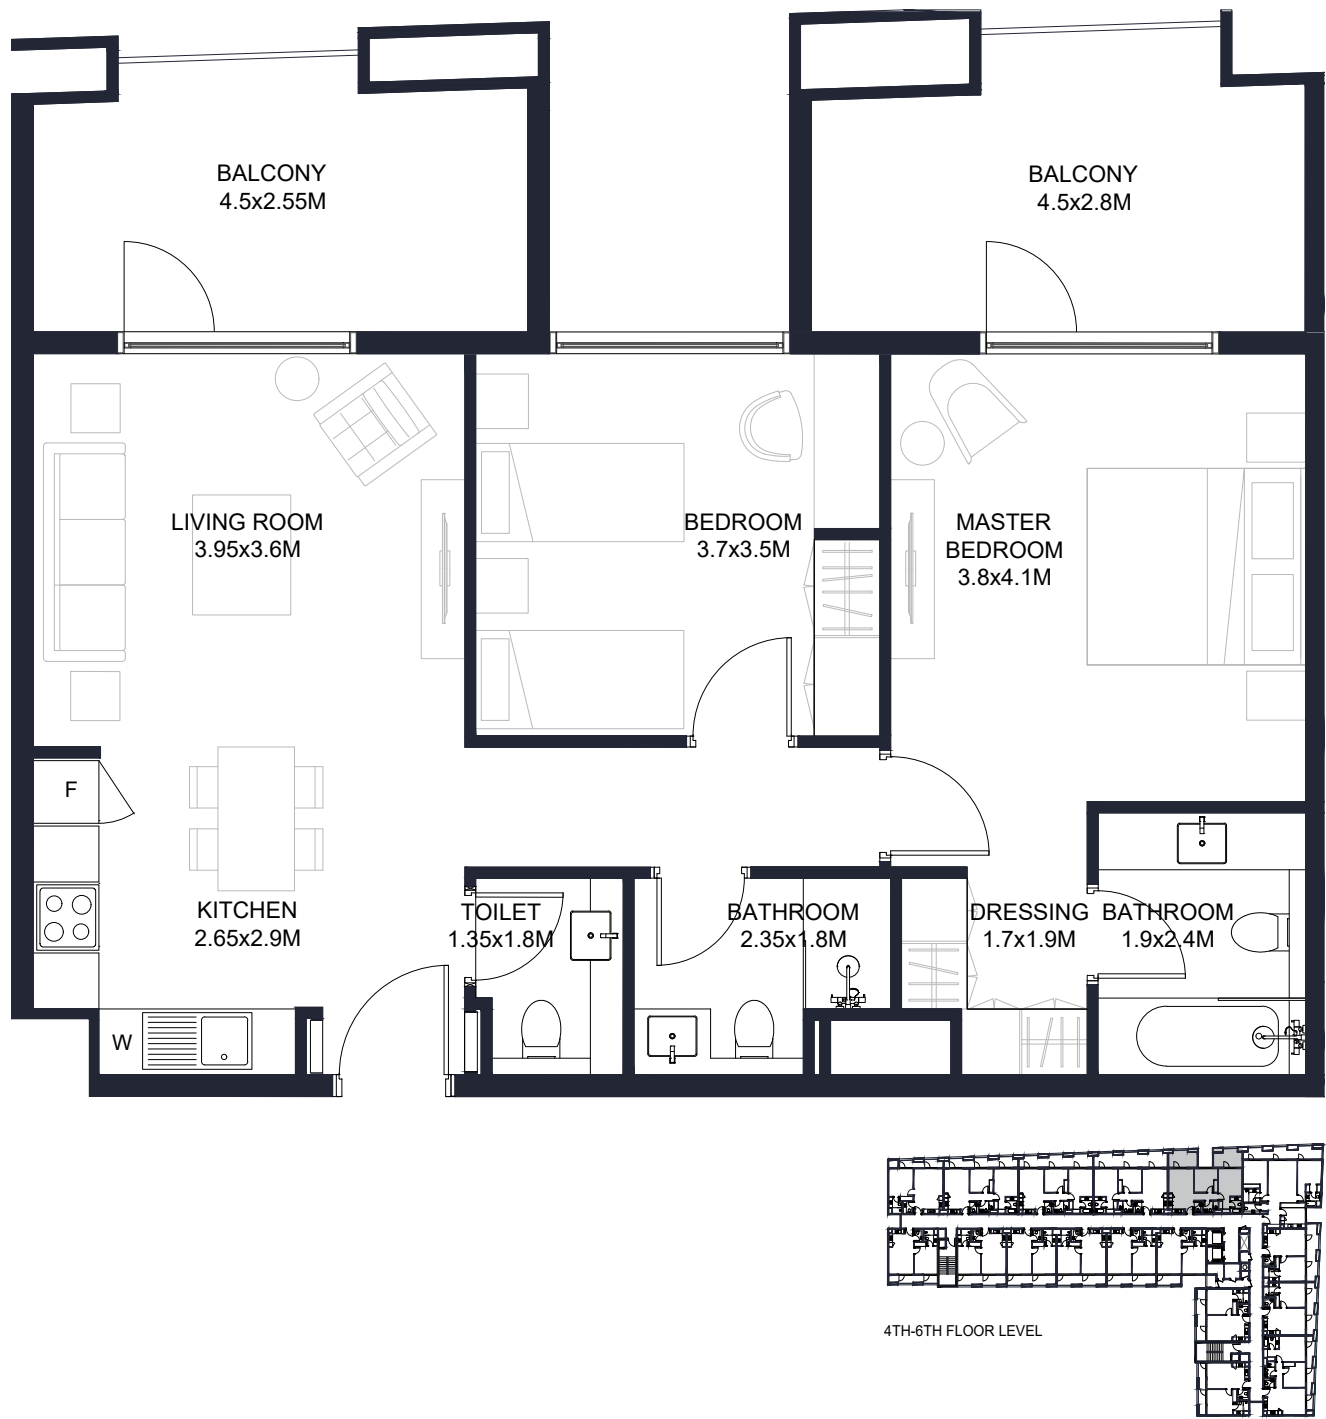 BALCONY
4.5x2.55M
BALCONY
4.5x2.8M
LIVING ROOM
3.95x3.6M
BEDROOM
3.7x3.5M
MASTER
BEDROOM
3.8x4.1M
F
KITCHEN
2.65x2.9M
TOILET
1.35x1.8M
BATHROOM
2.35x1.8M
DRESSING
1.7x1.9M
BATHROOM
1.9x2.4M
W
4TH-6TH FLOOR LEVEL